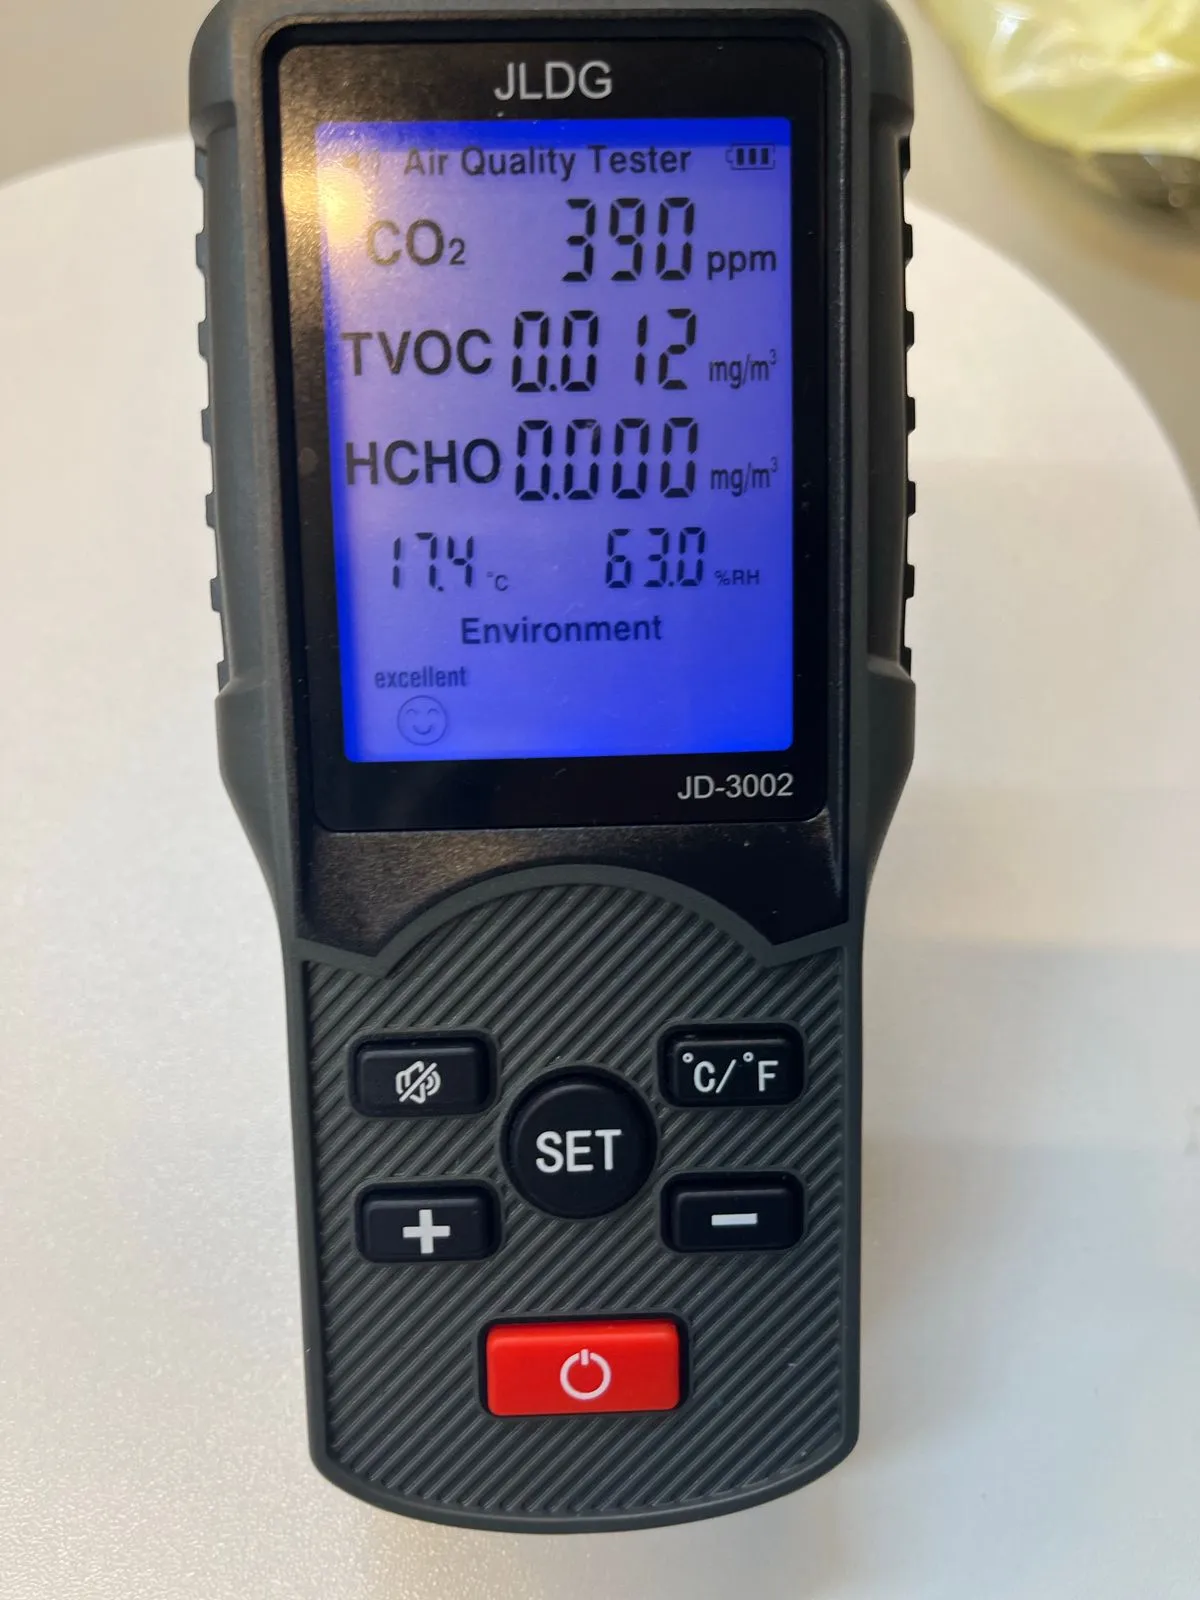 JLDG
Air Quality Tester
CO₂ 390 ppm
TVOC 0.012 mg/m³
HCHO 0.000 mg/m³
17.4 °C 63.0 %RH
Environment
excellent
JD-3002
°C/°F
SET
+ −